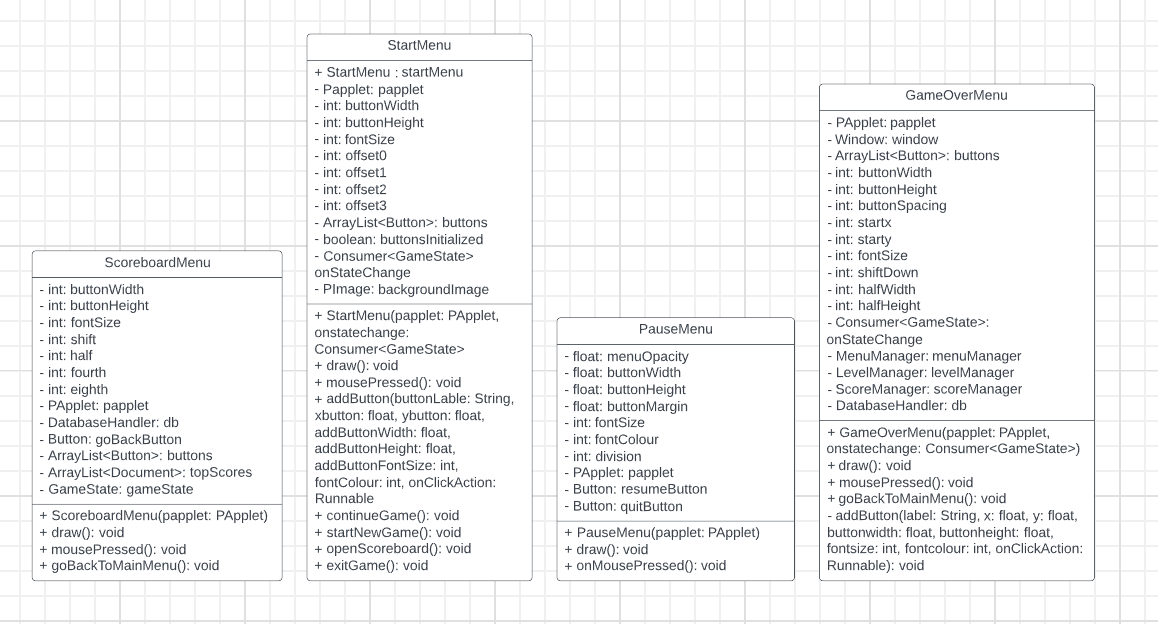 ScoreboardMenu
- int: buttonWidth
- int: buttonHeight
- int: fontSize
- int: shift
- int: half
- int: fourth
- int: eighth
- PApplet: papplet
- DatabaseHandler: db
- Button: goBackButton
- ArrayList<Button>: buttons
- ArrayList<Document>: topScores
- GameState: gameState
+ ScoreboardMenu(papplet: PApplet)
+ draw(): void
+ mousePressed(): void
+ goBackToMainMenu(): void
StartMenu
+ StartMenu : startMenu
- Papplet: papplet
- int: buttonWidth
- int: buttonHeight
- int: fontSize
- int: offset0
- int: offset1
- int: offset2
- int: offset3
- ArrayList<Button>: buttons
- boolean: buttonsInitialized
- Consumer<GameState>
onStateChange
- PImage: backgroundImage
+ StartMenu(papplet: PApplet,
onstatechange:
Consumer<GameState>
+ draw(): void
+ mousePressed(): void
+ addButton(buttonLable: String,
xbutton: float, ybutton: float,
addButtonWidth: float,
addButtonHeight: float,
addButtonFontSize: int,
fontColour: int, onClickAction:
Runnable
+ continueGame(): void
+ startNewGame(): void
+ openScoreboard(): void
+ exitGame(): void
PauseMenu
- float: menuOpacity
- float: buttonWidth
- float: buttonHeight
- float: buttonMargin
- int: fontSize
- int: fontColour
- int: division
- PApplet: papplet
- Button: resumeButton
- Button: quitButton
+ PauseMenu(papplet: PApplet)
+ draw(): void
+ onMousePressed(): void
GameOverMenu
- PApplet: papplet
- Window: window
- ArrayList<Button>: buttons
- int: buttonWidth
- int: buttonHeight
- int: buttonSpacing
- int: startx
- int: starty
- int: fontSize
- int: shiftDown
- int: halfWidth
- int: halfHeight
- Consumer<GameState>:
onStateChange
- MenuManager: menuManager
- LevelManager: levelManager
- ScoreManager: scoreManager
- DatabaseHandler: db
+ GameOverMenu(papplet: PApplet,
onstatechange: Consumer<GameState>)
+ draw(): void
+ mousePressed(): void
+ goBackToMainMenu(): void
- addButton(label: String, x: float, y: float,
buttonwidth: float, buttonheight: float,
fontsize: int, fontcolour: int, onClickAction:
Runnable): void